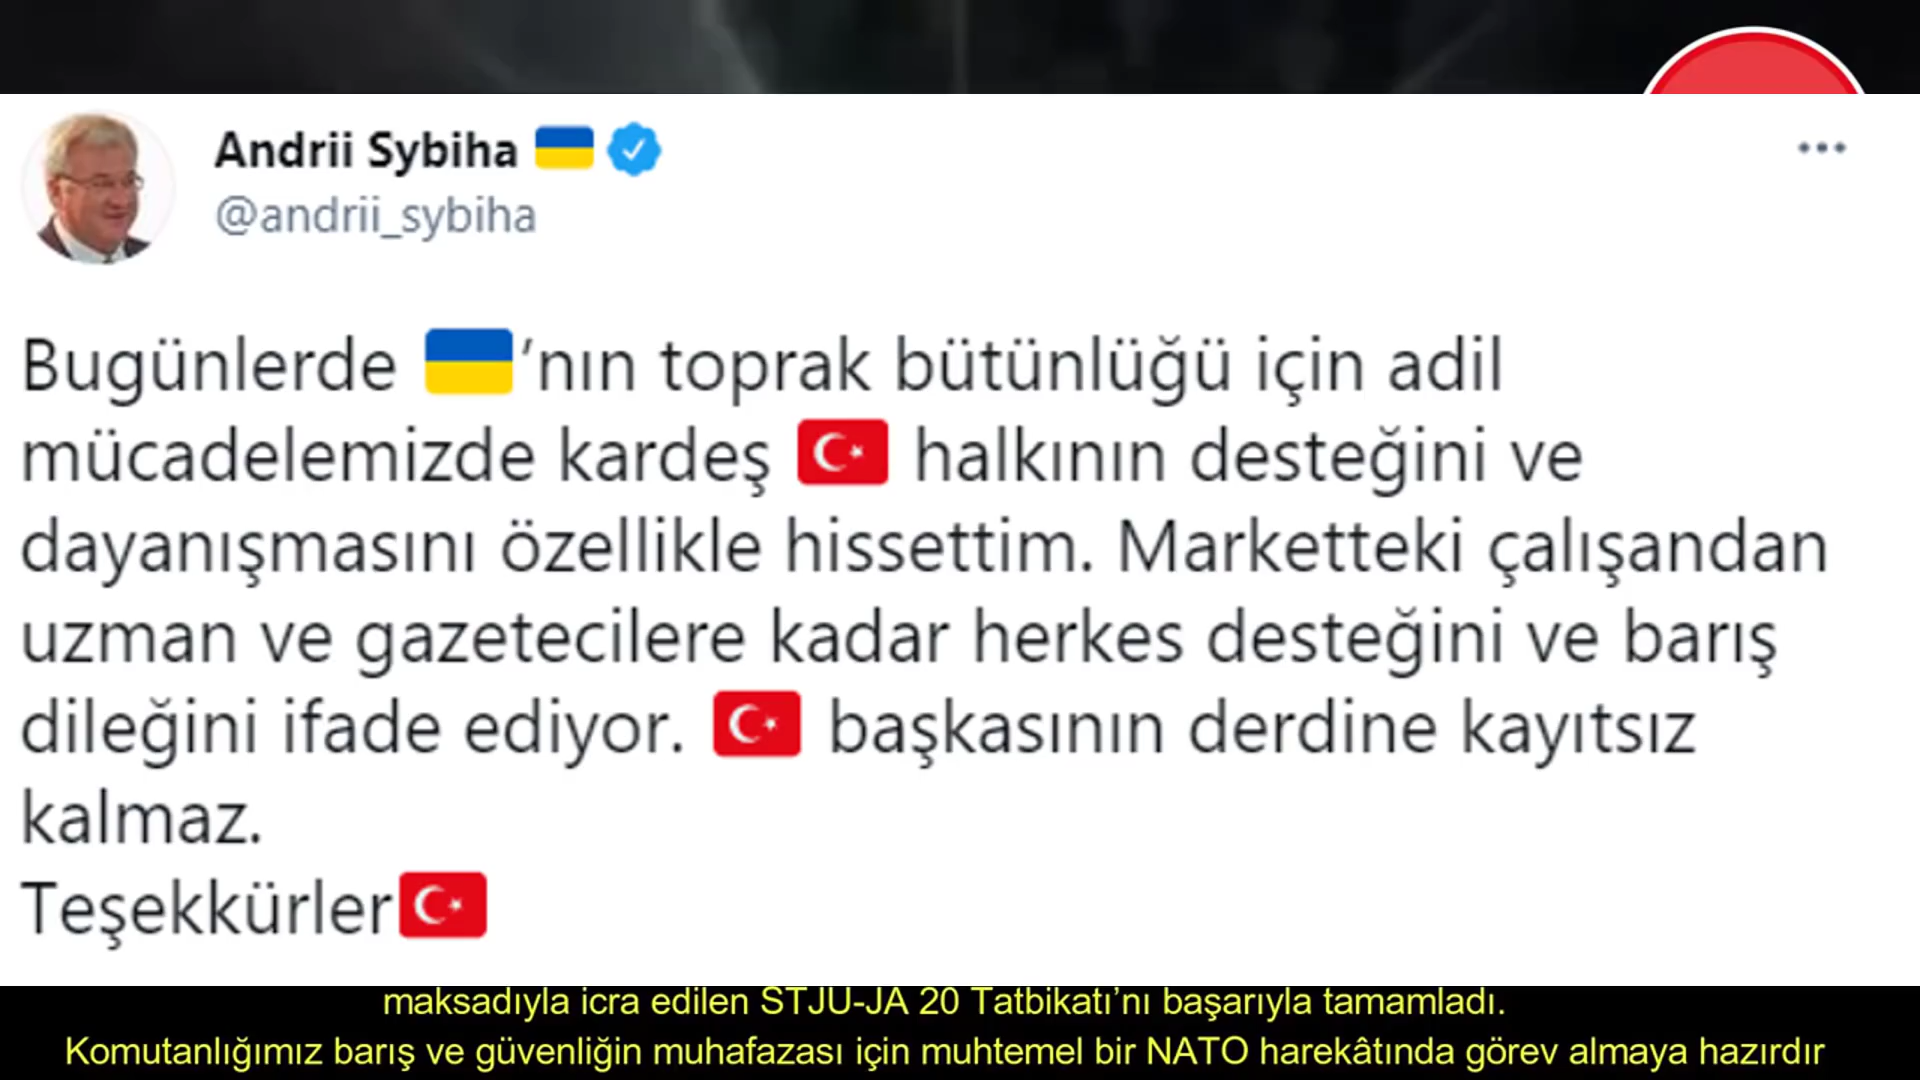 Andrii Sybiha 🇺🇦
@andrii_sybiha
Bugünlerde 🇺🇦’nın toprak bütünlüğü için adil
mücadelemizde kardeş 🇹🇷 halkının desteğini ve
dayanışmasını özellikle hissettim. Marketteki çalışandan
uzman ve gazetecilere kadar herkes desteğini ve barış
dileğini ifade ediyor. 🇹🇷 başkasının derdine kayıtsız
kalmaz.
Teşekkürler🇹🇷
maksadıyla icra edilen STJU-JA 20 Tatbikatı’nı başarıyla tamamladı.
Komutanlığımız barış ve güvenliğin muhafazası için muhtemel bir NATO harekâtında görev almaya hazırdır